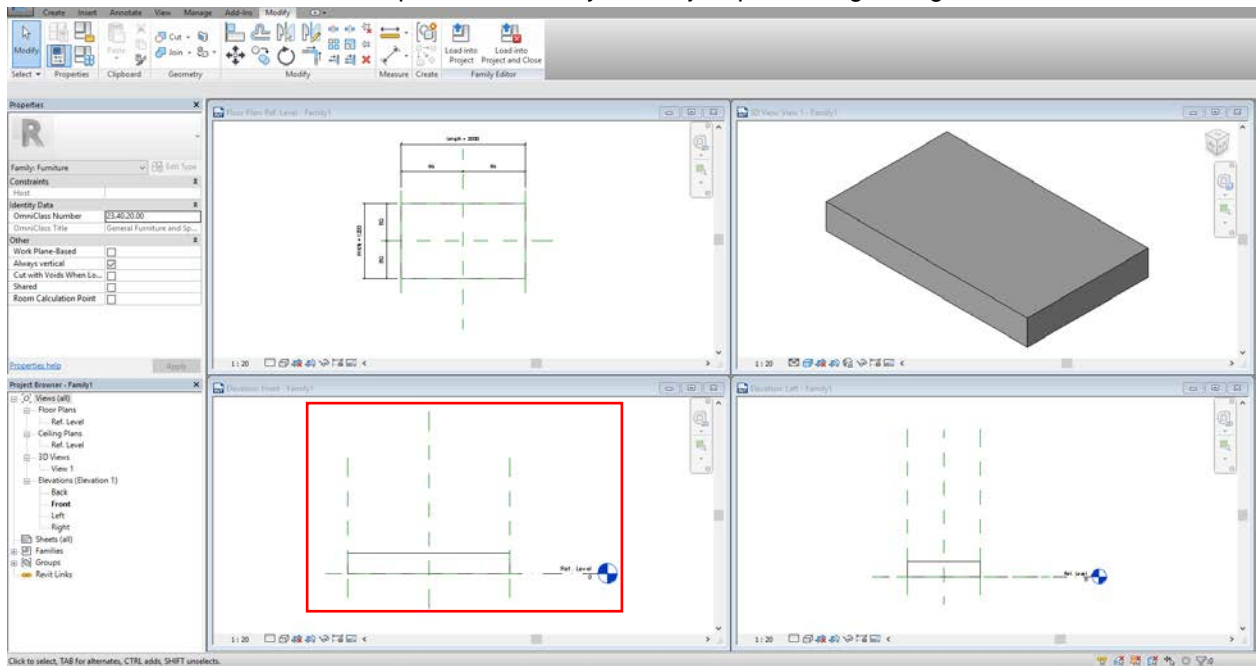 Create Insert Annotate View Manage Add-Ins Modify
Modify
Paste
Cut
Join
Load into Project
Load into Project and Close
Select Properties Clipboard Geometry Modify Measure Create Family Editor
Properties
Family: Furniture
Edit Type
Constraints
Host
Identity Data
OmniClass Number 23.40.20.00
OmniClass Title General Furniture and Sp...
Other
Work Plane-Based
Always vertical
Cut with Voids When Lo...
Shared
Room Calculation Point
Properties help
Apply
Project Browser - Family1
Views (all)
Floor Plans
Ref. Level
Ceiling Plans
Ref. Level
3D Views
View 1
Elevations (Elevation 1)
Back
Front
Left
Right
Sheets (all)
Families
Groups
Revit Links
Floor Plan: Ref. Level - Family1
EQ EQ
EQ
EQ
1 : 20
3D View: View 1 - Family1
1 : 20
Elevation: Front - Family1
Ref. Level
0
1 : 20
Elevation: Left - Family1
Ref. Level
1 : 20
Click to select, TAB for alternates, CTRL adds, SHIFT unselects.